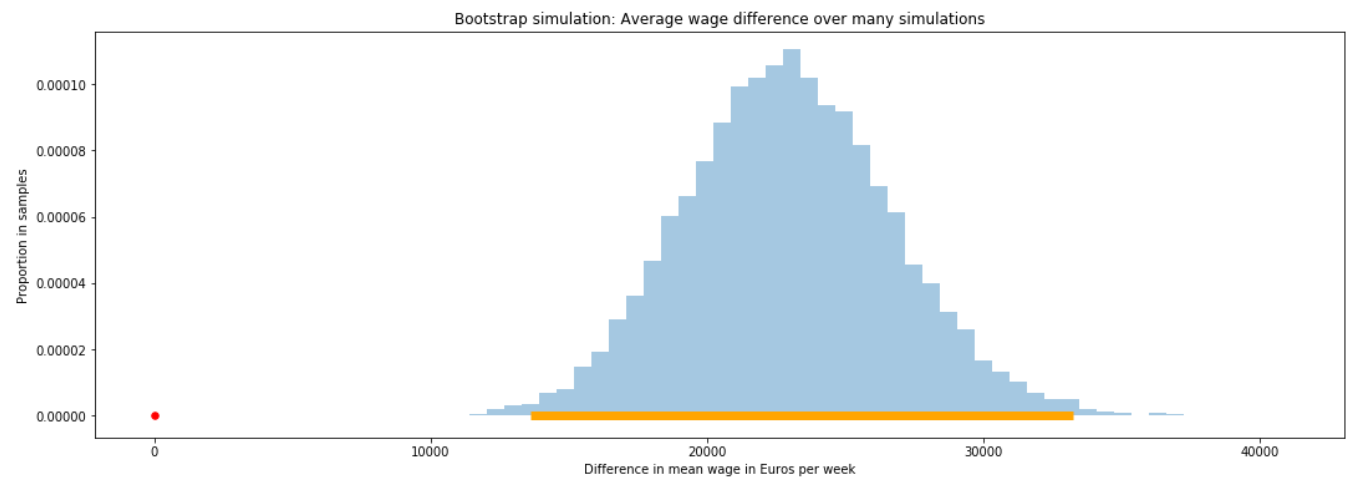 Bootstrap simulation: Average wage difference over many simulations
Proportion in samples
0.00010
0.00008
0.00006
0.00004
0.00002
0.00000
0 10000 20000 30000 40000
Difference in mean wage in Euros per week